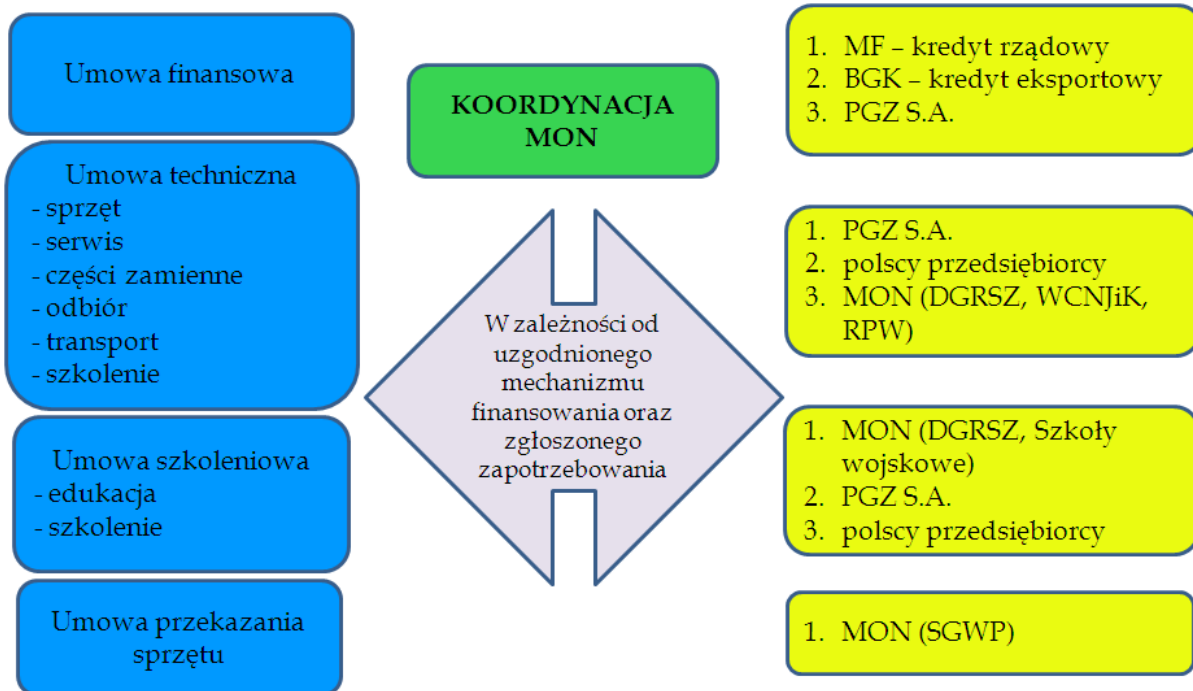 Umowa finansowa
Umowa techniczna
- sprzęt
- serwis
- części zamienne
- odbiór
- transport
- szkolenie
Umowa szkoleniowa
- edukacja
- szkolenie
Umowa przekazania
sprzętu
KOORDYNACJA
MON
W zależności od
uzgodnionego
mechanizmu
finansowania oraz
zgłoszonego
zapotrzebowania
1. MF – kredyt rządowy
2. BGK – kredyt eksportowy
3. PGZ S.A.
1. PGZ S.A.
2. polscy przedsiębiorcy
3. MON (DGRSZ, WCNJiK,
RPW)
1. MON (DGRSZ, Szkoły
wojskowe)
2. PGZ S.A.
3. polscy przedsiębiorcy
1. MON (SGWP)